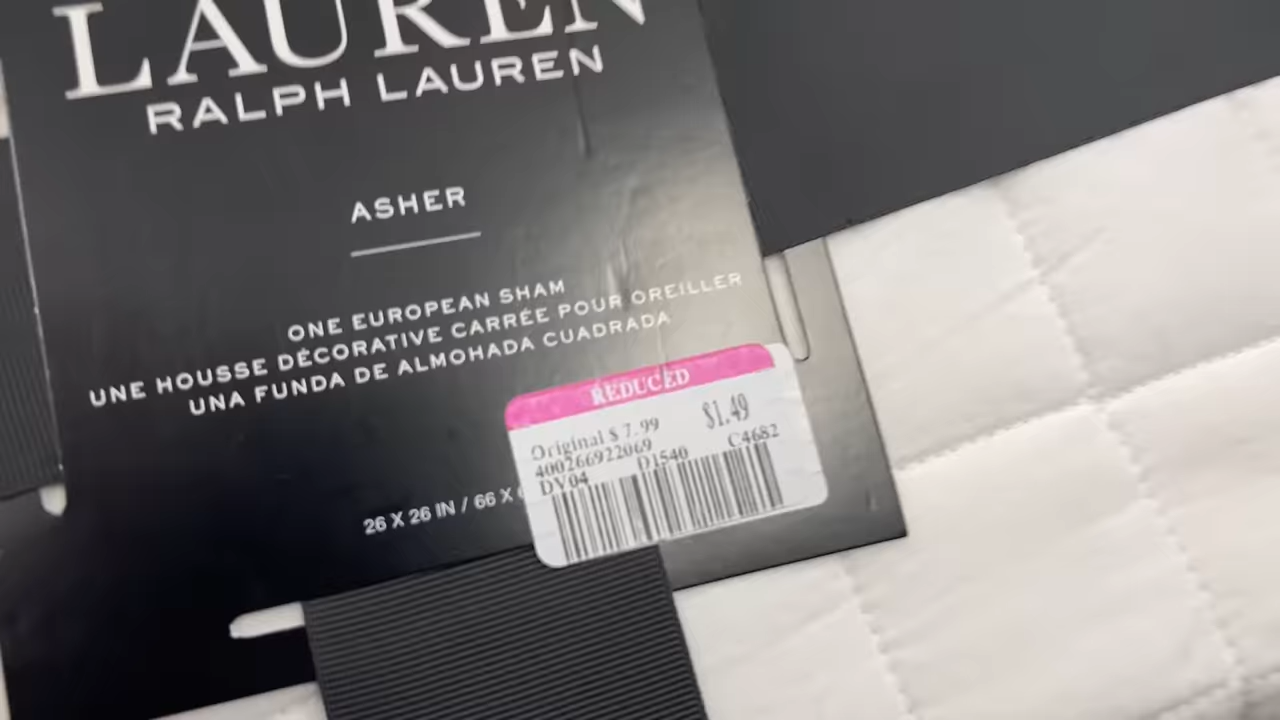 LAUREN
RALPH LAUREN
ASHER
ONE EUROPEAN SHAM
UNE HOUSSE DÉCORATIVE CARRÉE POUR OREILLER
UNA FUNDA DE ALMOHADA CUADRADA
26 X 26 IN / 66 X
REDUCED
Original $ 7.99 $1.49
400266922069
DV04 D1540 C4682